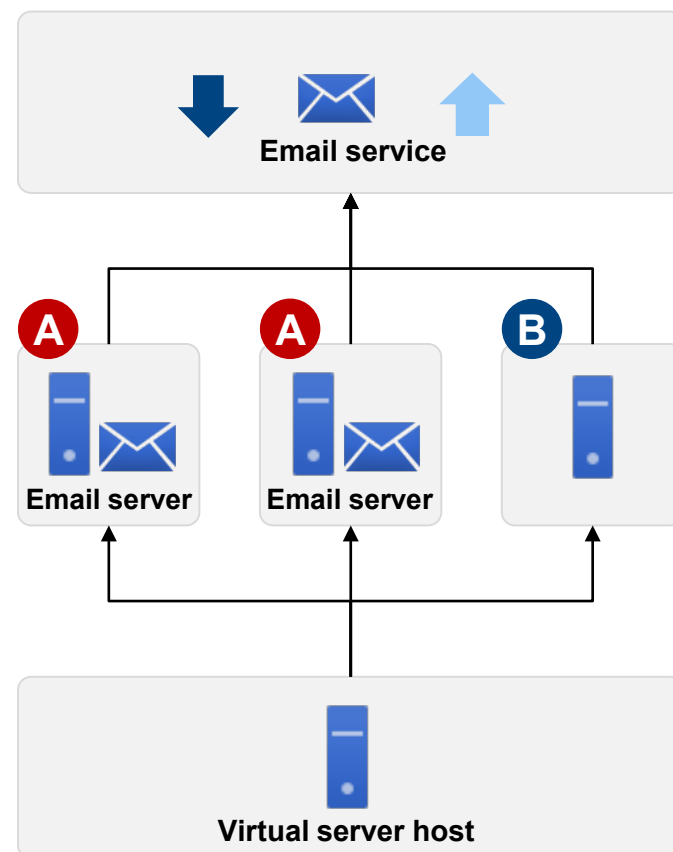 Email service
A
A
B
Email server
Email server
Virtual server host